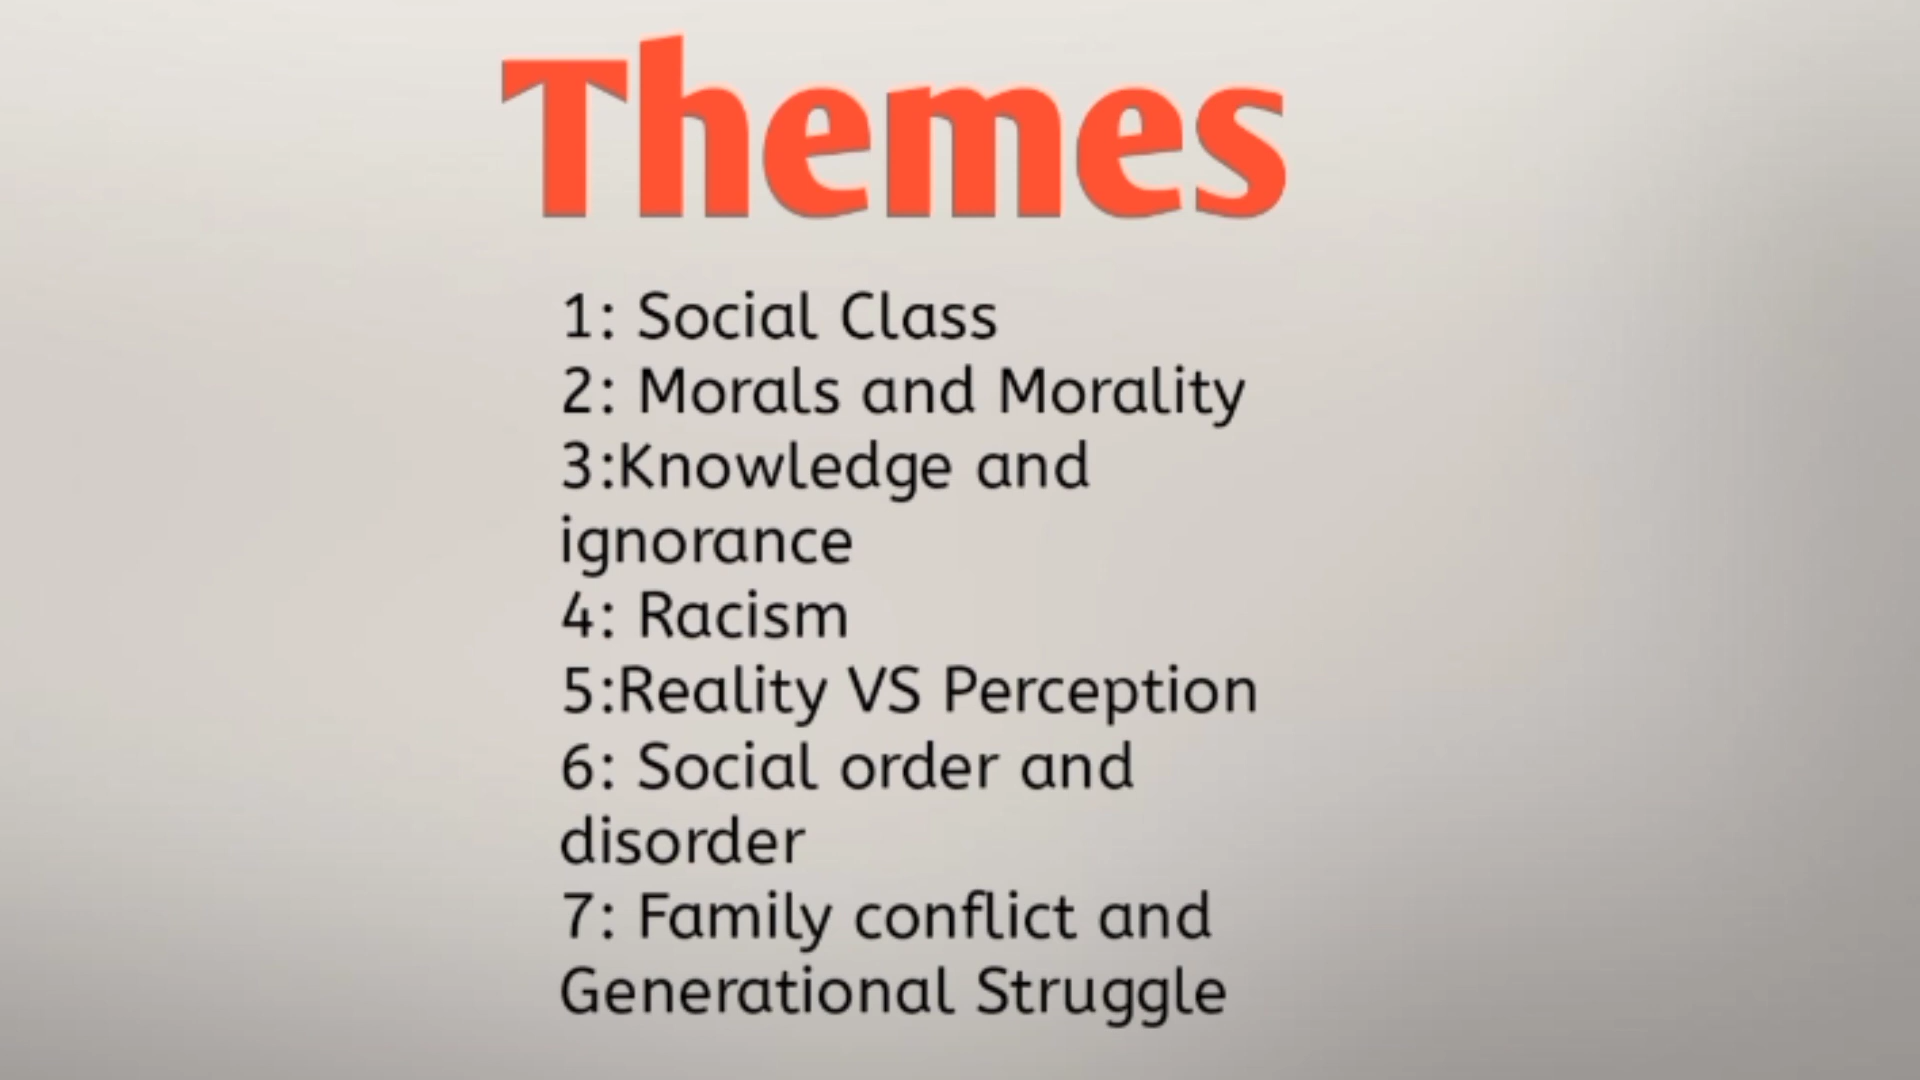 Themes
1: Social Class
2: Morals and Morality
3:Knowledge and
ignorance
4: Racism
5:Reality VS Perception
6: Social order and
disorder
7: Family conflict and
Generational Struggle